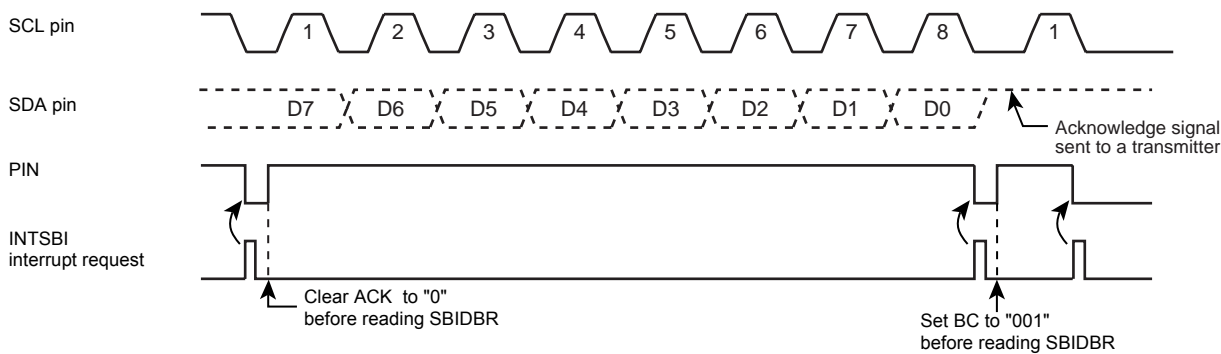 SCL pin
1 2 3 4 5 6 7 8 1
SDA pin
D7 D6 D5 D4 D3 D2 D1 D0
Acknowledge signal
sent to a transmitter
PIN
INTSBI
interrupt request
Clear ACK to "0"
before reading SBIDBR
Set BC to "001"
before reading SBIDBR